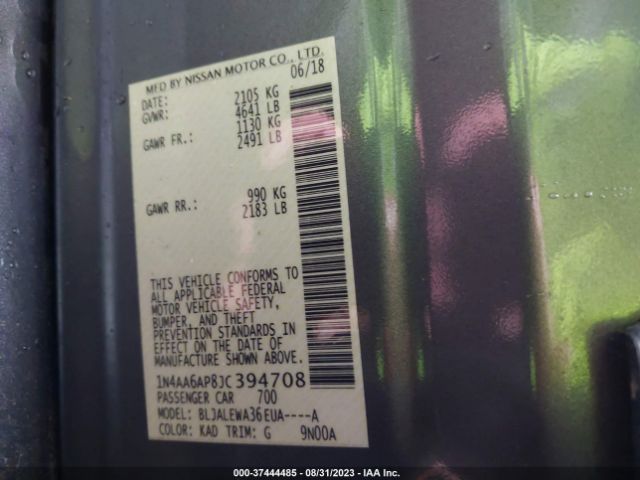 MFD BY NISSAN MOTOR CO., LTD.
06/18
DATE: 2105 KG
GVWR: 4641 LB
1130 KG
GAWR FR.: 2491 LB
990 KG
GAWR RR.: 2183 LB
THIS VEHICLE CONFORMS TO
ALL APPLICABLE FEDERAL
MOTOR VEHICLE SAFETY,
BUMPER, AND THEFT
PREVENTION STANDARDS IN
EFFECT ON THE DATE OF
MANUFACTURE SHOWN ABOVE.
1N4AA6AP8JC394708
PASSENGER CAR 700
MODEL: BLJALEWA36EUA----A
COLOR: KAD TRIM: G 9N00A
000-37444485 - 08/31/2023 - IAA Inc.